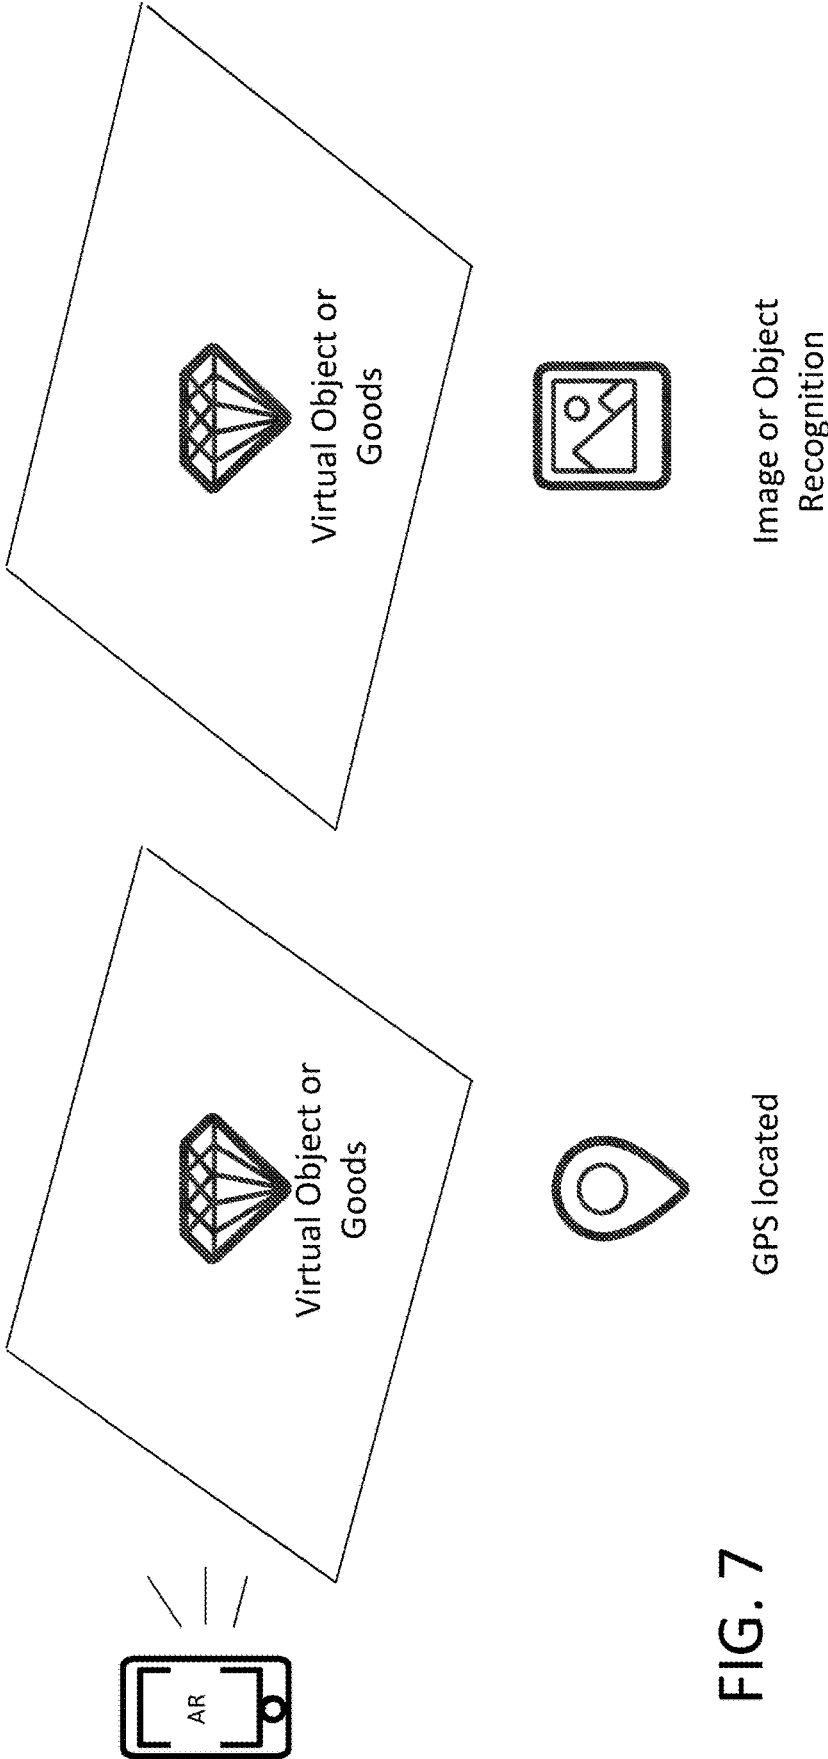 AR
Virtual Object or
Goods
Virtual Object or
Goods
GPS located
Image or Object
Recognition
FIG. 7